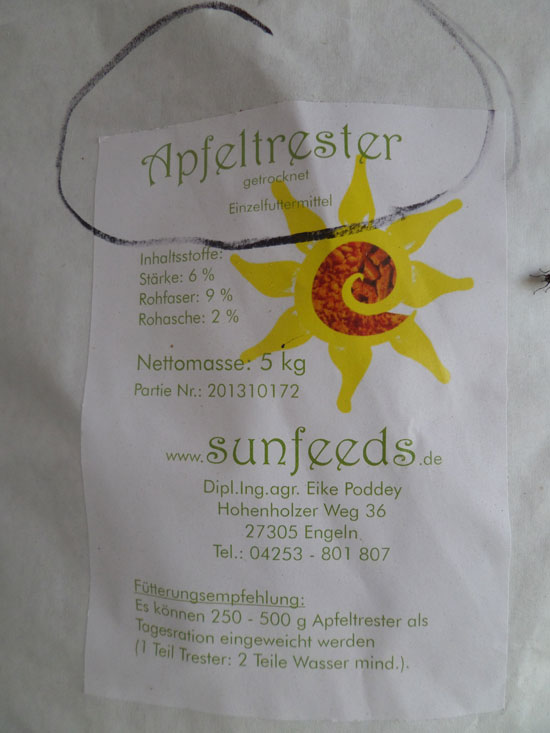 Apfeltrester
getrocknet
Einzelfuttermittel
Inhaltsstoffe:
Stärke: 6 %
Rohfaser: 9 %
Rohasche: 2 %
Nettomasse: 5 kg
Partie Nr.: 201310172
www.sunfeeds.de
Dipl.Ing.agr. Eike Poddey
Hohenholzer Weg 36
27305 Engeln
Tel.: 04253 - 801 807
Fütterungsempfehlung:
Es können 250 - 500 g Apfeltrester als
Tagesration eingeweicht werden
(1 Teil Trester: 2 Teile Wasser mind.).